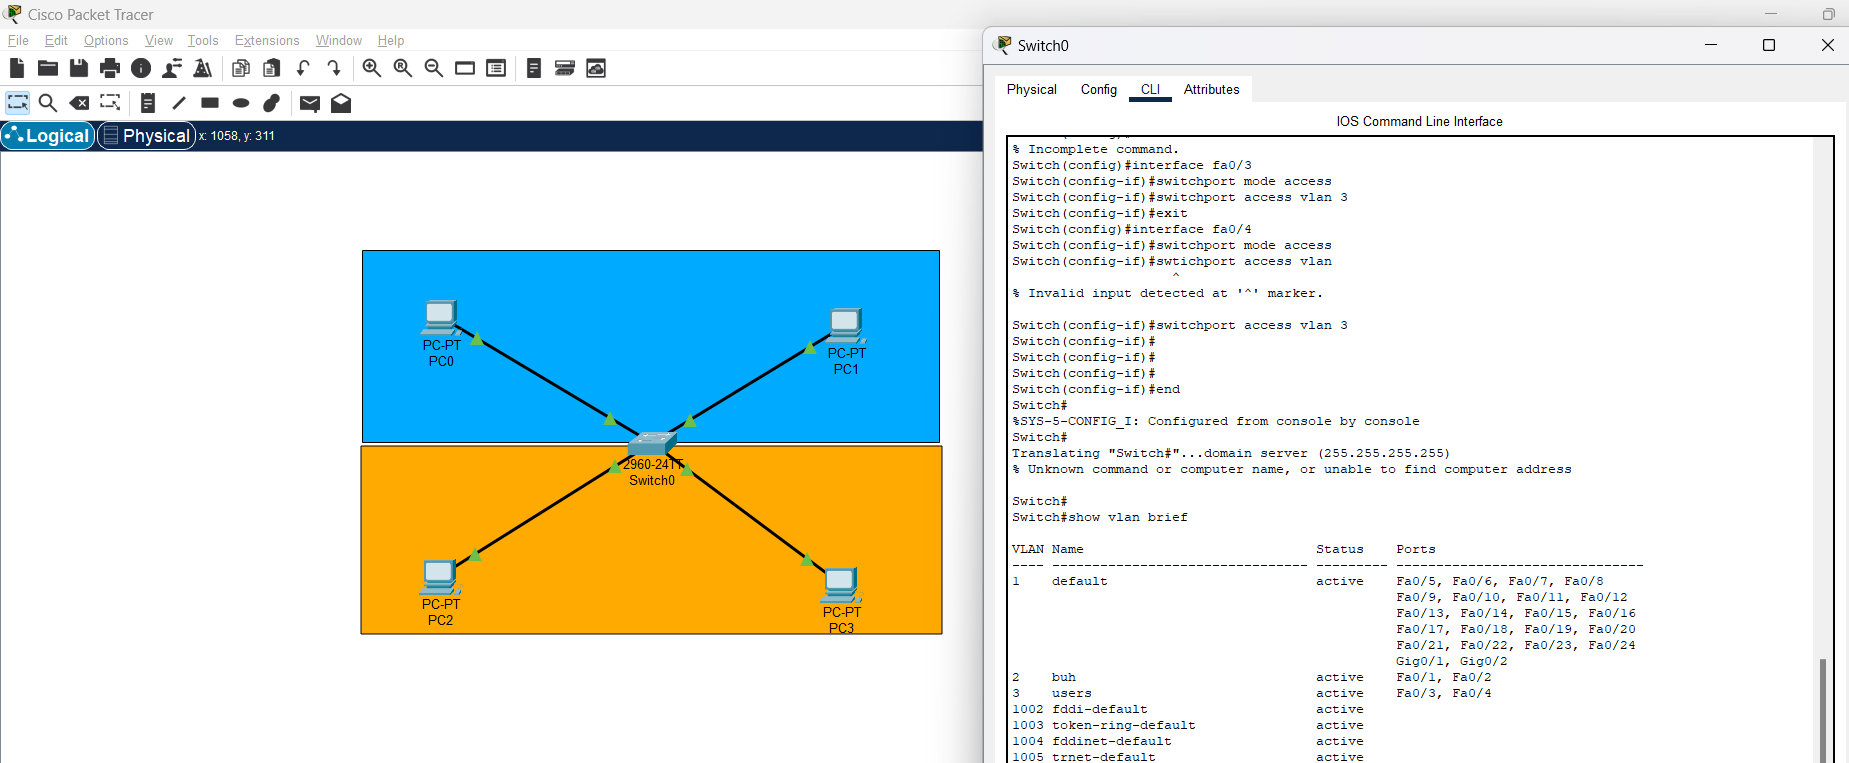 Cisco Packet Tracer
File Edit Options View Tools Extensions Window Help
Logical Physical x: 1058, y: 311
PC-PT
PC0
PC-PT
PC1
2960-24TT
Switch0
PC-PT
PC2
PC-PT
PC3
Switch0
Physical Config CLI Attributes
IOS Command Line Interface
% Incomplete command.
Switch(config)#interface fa0/3
Switch(config-if)#switchport mode access
Switch(config-if)#switchport access vlan 3
Switch(config-if)#exit
Switch(config)#interface fa0/4
Switch(config-if)#switchport mode access
Switch(config-if)#swtichport access vlan
^
% Invalid input detected at '^' marker.
Switch(config-if)#switchport access vlan 3
Switch(config-if)#
Switch(config-if)#
Switch(config-if)#
Switch(config-if)#end
Switch#
%SYS-5-CONFIG_I: Configured from console by console
Switch#
Translating "Switch#"...domain server (255.255.255.255)
% Unknown command or computer name, or unable to find computer address
Switch#
Switch#show vlan brief
VLAN Name Status Ports
---- -------------------------------- --------- -------------------------------
1 default active Fa0/5, Fa0/6, Fa0/7, Fa0/8
Fa0/9, Fa0/10, Fa0/11, Fa0/12
Fa0/13, Fa0/14, Fa0/15, Fa0/16
Fa0/17, Fa0/18, Fa0/19, Fa0/20
Fa0/21, Fa0/22, Fa0/23, Fa0/24
Gig0/1, Gig0/2
2 buh active Fa0/1, Fa0/2
3 users active Fa0/3, Fa0/4
1002 fddi-default active
1003 token-ring-default active
1004 fddinet-default active
1005 trnet-default active